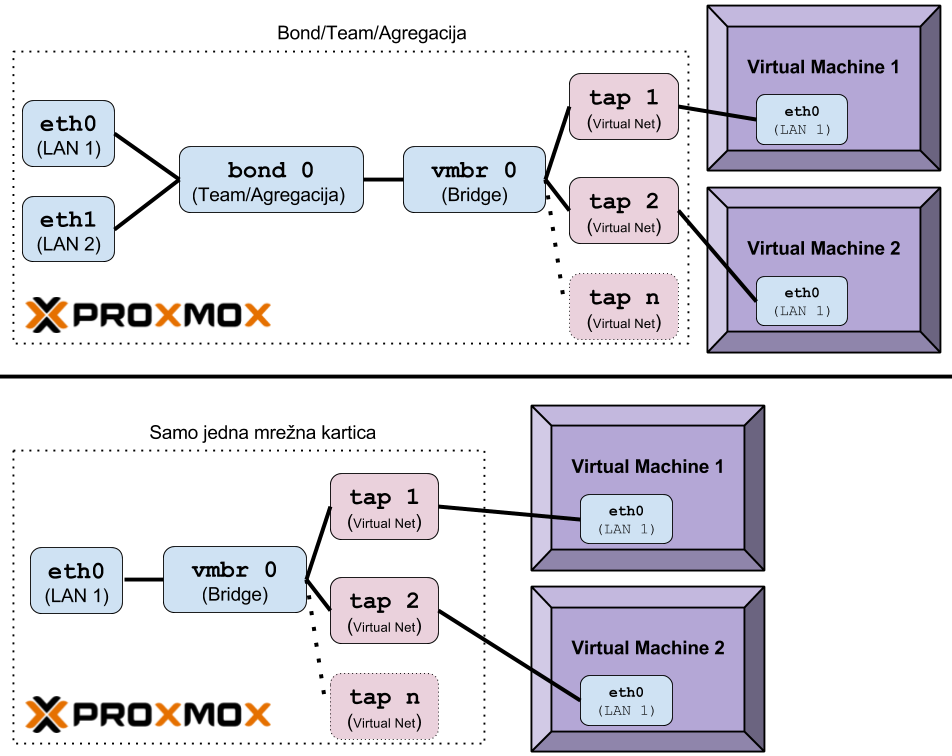 Bond/Team/Agregacija
eth0
(LAN 1)
eth1
(LAN 2)
bond 0
(Team/Agregacija)
vmbr 0
(Bridge)
tap 1
(Virtual Net)
tap 2
(Virtual Net)
tap n
(Virtual Net)
PROXMOX
Virtual Machine 1
eth0
(LAN 1)
Virtual Machine 2
eth0
(LAN 1)
Samo jedna mrežna kartica
eth0
(LAN 1)
vmbr 0
(Bridge)
tap 1
(Virtual Net)
tap 2
(Virtual Net)
tap n
(Virtual Net)
PROXMOX
Virtual Machine 1
eth0
(LAN 1)
Virtual Machine 2
eth0
(LAN 1)